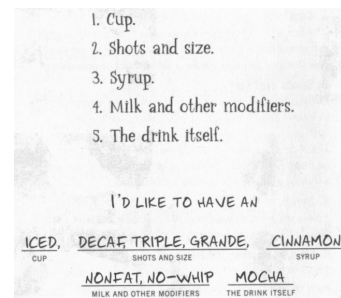 1. Cup.
2. Shots and size.
3. Syrup.
4. Milk and other modifiers.
5. The drink itself.
I'D LIKE TO HAVE AN
ICED, DECAF, TRIPLE, GRANDE, CINNAMON
CUP SHOTS AND SIZE SYRUP
NONFAT, NO-WHIP MOCHA
MILK AND OTHER MODIFIERS THE DRINK ITSELF